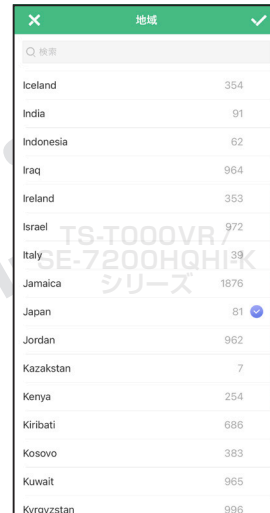 地域
検索
Iceland 354
India 91
Indonesia 62
Iraq 964
Ireland 353
Israel 972
TS-T000VR /
Italy 39
SE-7200HQHI-K
シリーズ
Jamaica 1876
Japan 81
Jordan 962
Kazakstan 7
Kenya 254
Kiribati 686
Kosovo 383
Kuwait 965
Kyrgyzstan 996